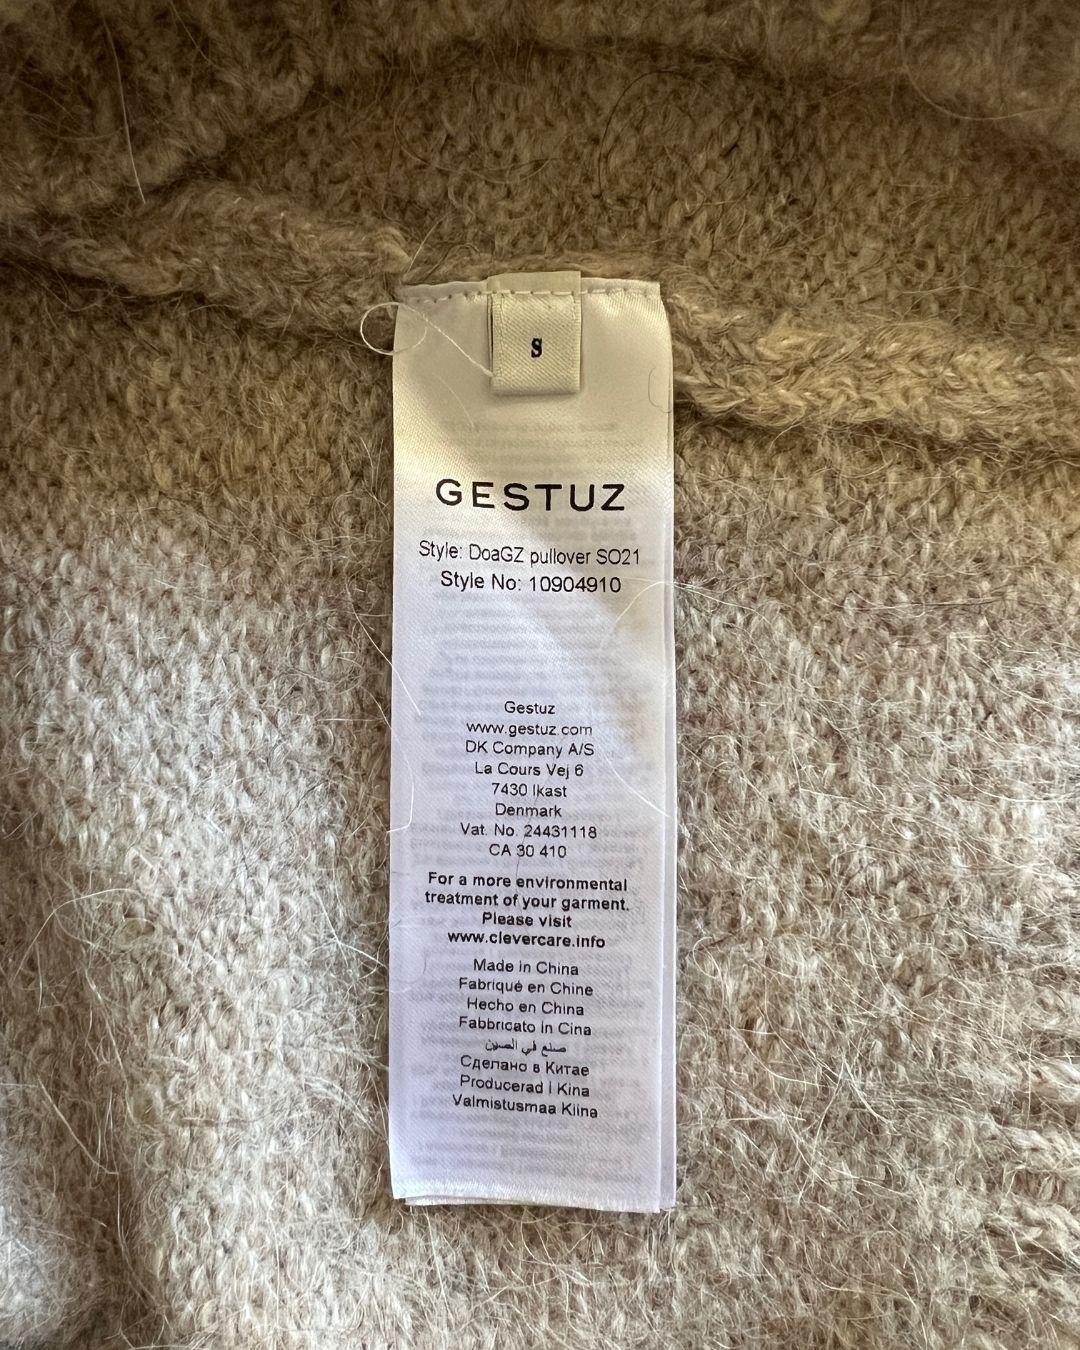 S
GESTUZ
Style: DoaGZ pullover SO21
Style No: 10904910
Gestuz
www.gestuz.com
DK Company A/S
La Cours Vej 6
7430 Ikast
Denmark
Vat. No. 24431118
CA 30 410
For a more environmental
treatment of your garment.
Please visit
www.clevercare.info
Made in China
Fabriqué en Chine
Hecho en China
Fabbricato in Cina
صنع في الصين
Сделано в Китае
Producerad i Kina
Valmistusmaa Kiina